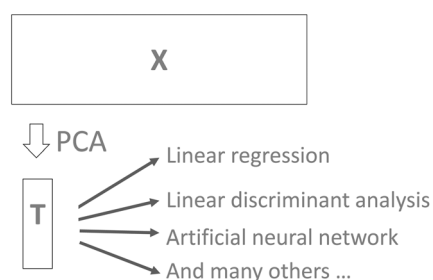 X
PCA
Linear regression
T
Linear discriminant analysis
Artificial neural network
And many others ...